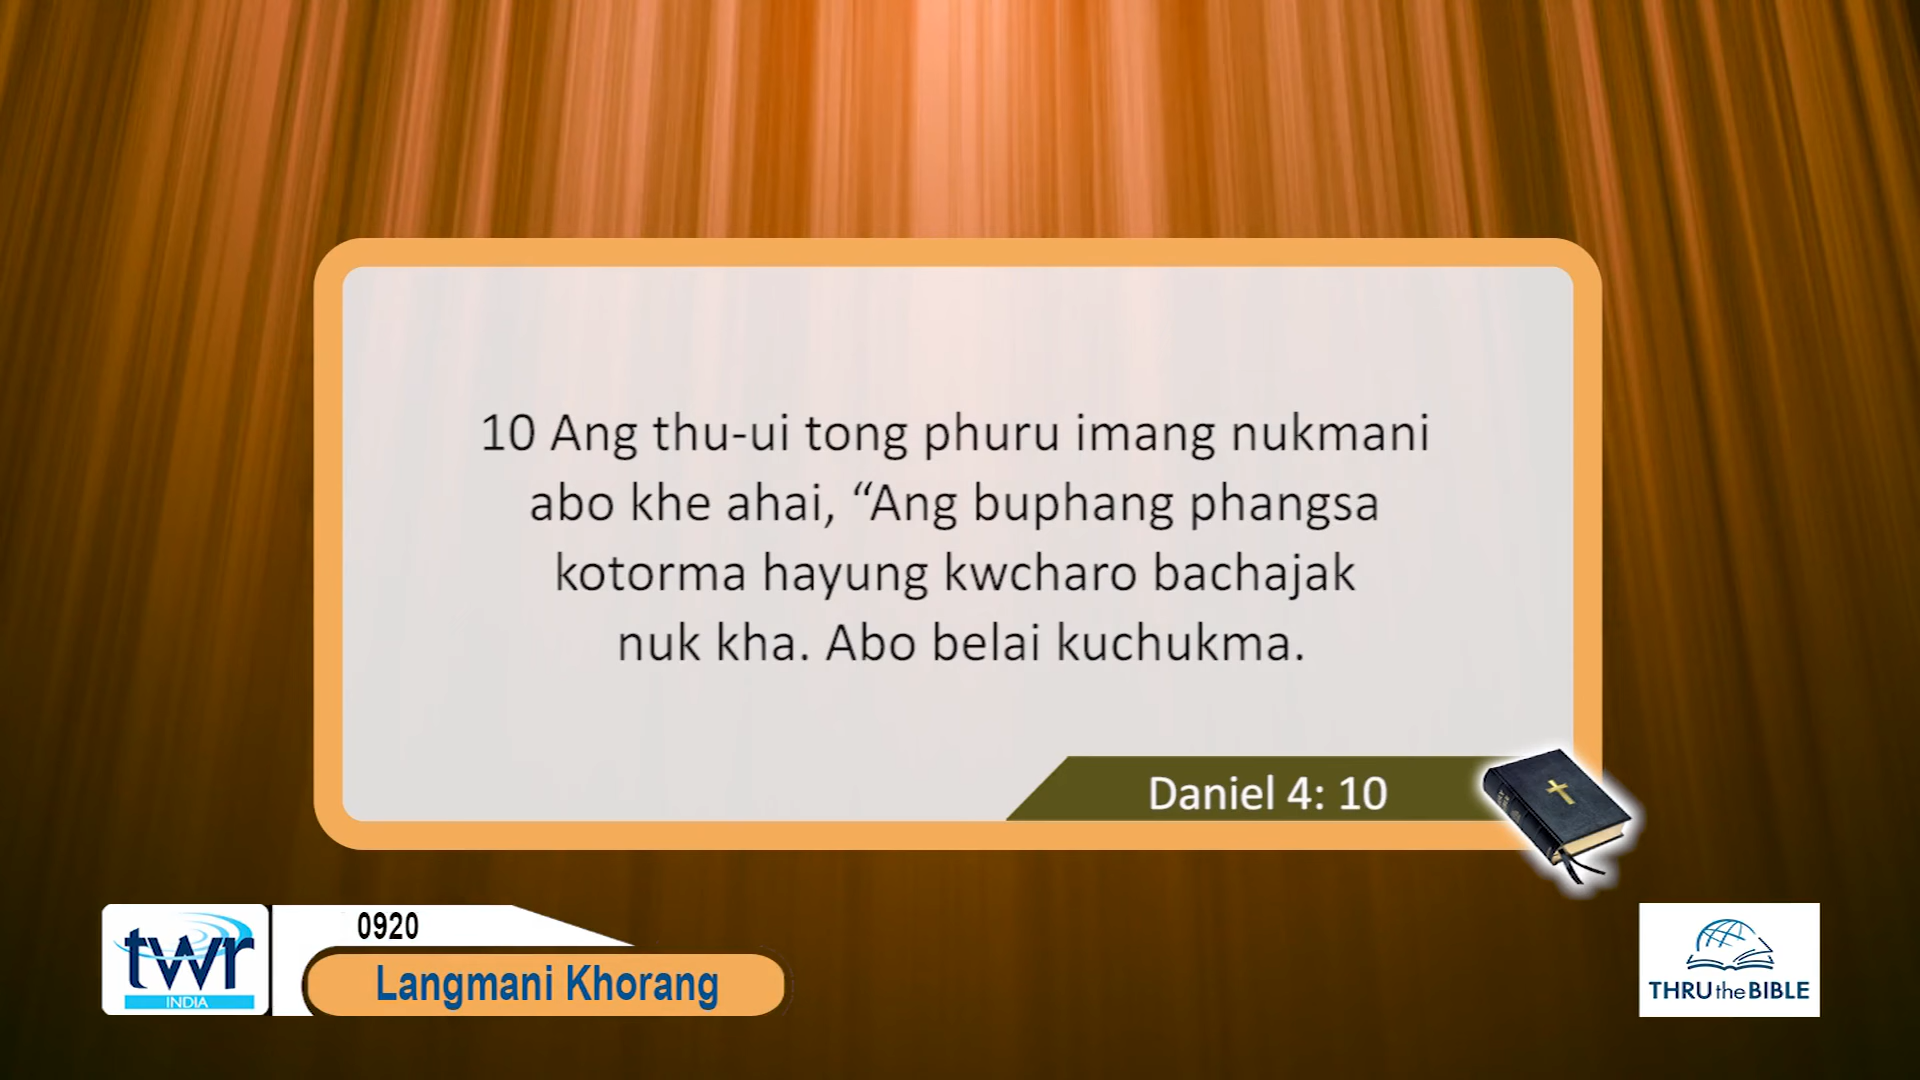 10 Ang thu-ui tong phuru imang nukmani
abo khe ahai, “Ang buphang phangsa
kotorma hayung kwcharo bachajak
nuk kha. Abo belai kuchukma.
Daniel 4: 10
0920
twr
INDIA
Langmani Khorang
THRU the BIBLE